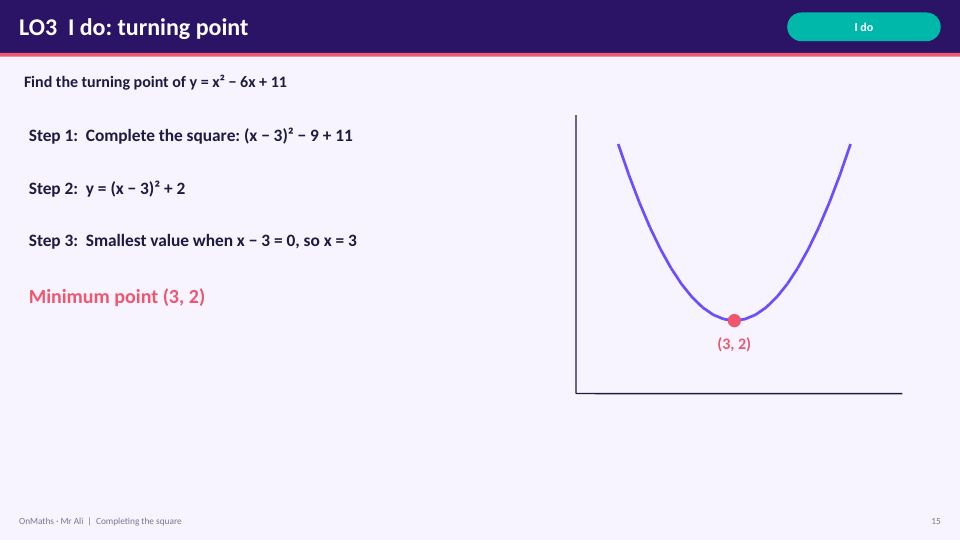 LO3  I do: turning point
I do
Find the turning point of y = x² − 6x + 11
Step 1:  Complete the square: (x − 3)² − 9 + 11
Step 2:  y = (x − 3)² + 2
Step 3:  Smallest value when x − 3 = 0, so x = 3
Minimum point (3, 2)
(3, 2)
OnMaths · Mr Ali  |  Completing the square
15